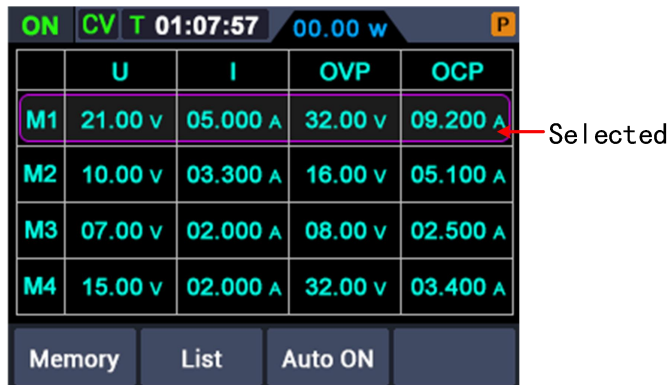 ON CV T 01:07:57 00.00 W P
U I OVP OCP
M1 21.00 V 05.000 A 32.00 V 09.200 A
Selected
M2 10.00 V 03.300 A 16.00 V 05.100 A
M3 07.00 V 02.000 A 08.00 V 02.500 A
M4 15.00 V 02.000 A 32.00 V 03.400 A
Memory List Auto ON